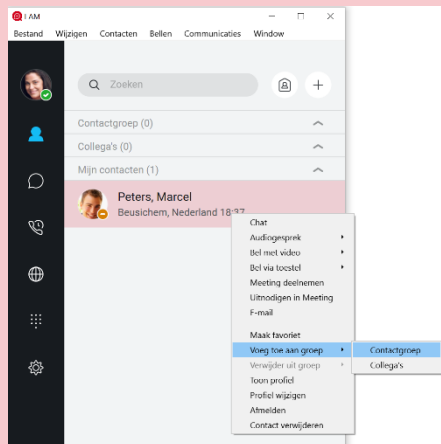 I AM
Bestand Wijzigen Contacten Bellen Communicaties Window
Zoeken
Contactgroep (0)
Collega's (0)
Mijn contacten (1)
Peters, Marcel
Beusichem, Nederland 18:37
Chat
Audiogesprek
Bel met video
Bel via toestel
Meeting deelnemen
Uitnodigen in Meeting
E-mail
Maak favoriet
Voeg toe aan groep
Contactgroep
Verwijder uit groep
Collega's
Toon profiel
Profiel wijzigen
Afmelden
Contact verwijderen